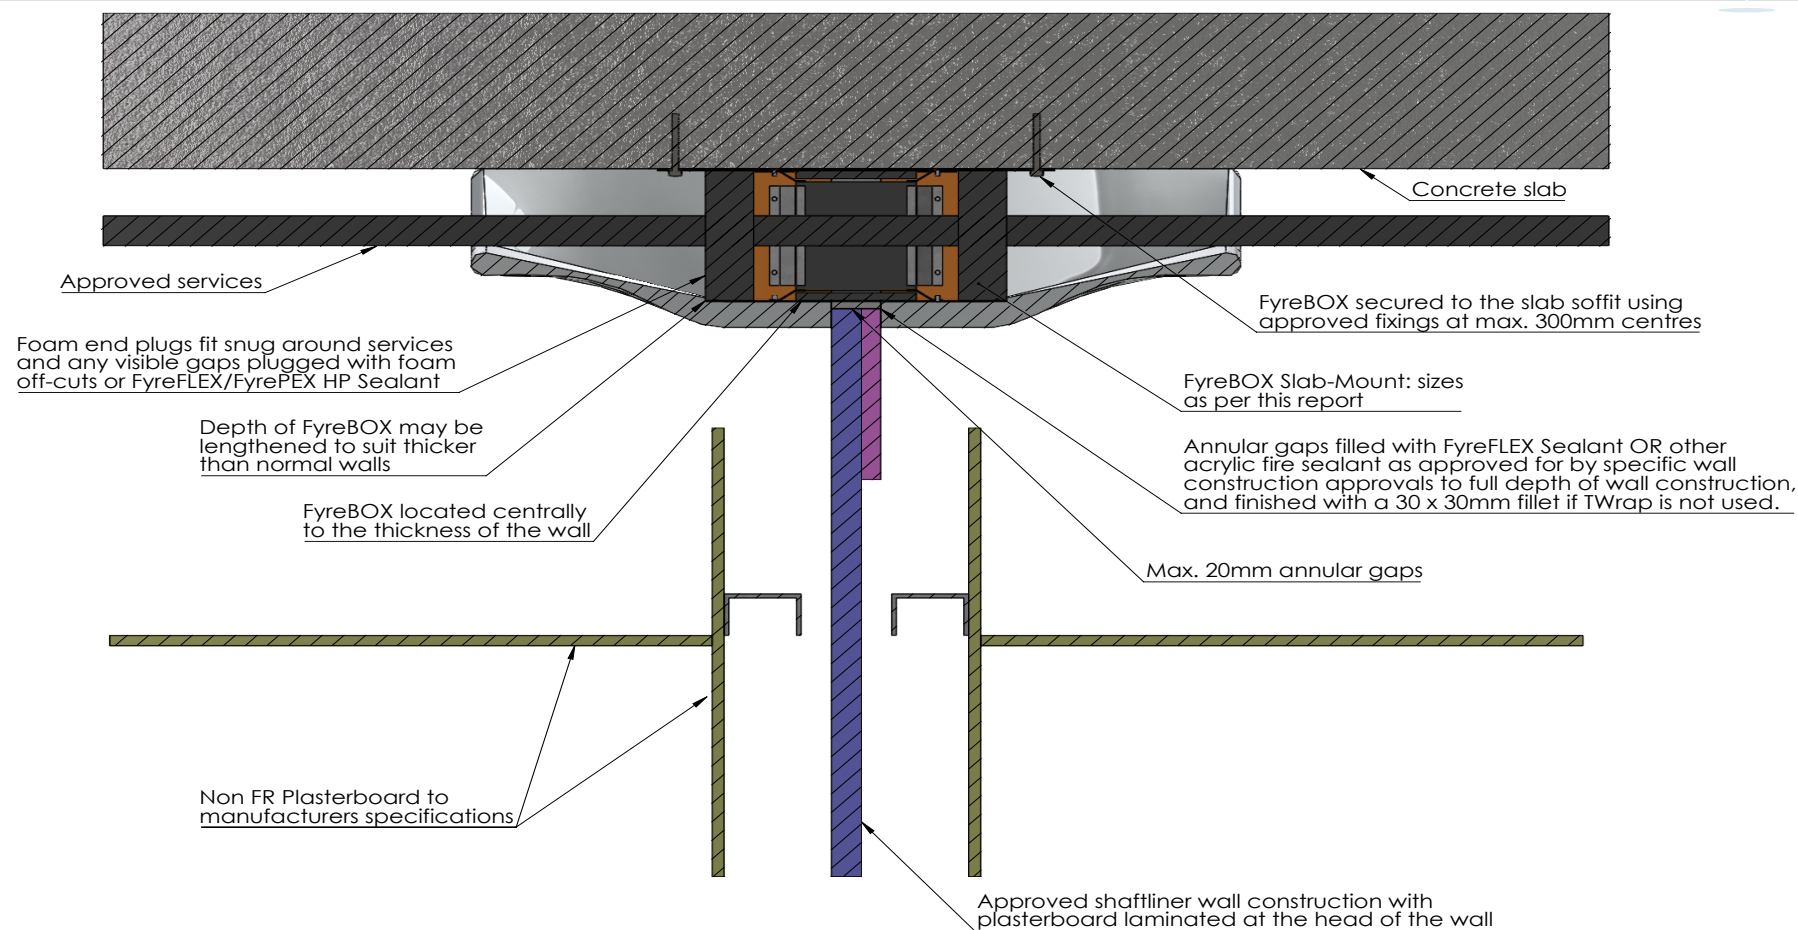 Concrete slab
Approved services
FyreBOX secured to the slab soffit using
approved fixings at max. 300mm centres
Foam end plugs fit snug around services
and any visible gaps plugged with foam
off-cuts or FyreFLEX/FyrePEX HP Sealant
FyreBOX Slab-Mount: sizes
as per this report
Depth of FyreBOX may be
lengthened to suit thicker
than normal walls
Annular gaps filled with FyreFLEX Sealant OR other
acrylic fire sealant as approved for by specific wall
construction approvals to full depth of wall construction,
and finished with a 30 x 30mm fillet if TWrap is not used.
FyreBOX located centrally
to the thickness of the wall
Max. 20mm annular gaps
Non FR Plasterboard to
manufacturers specifications
Approved shaftliner wall construction with
plasterboard laminated at the head of the wall